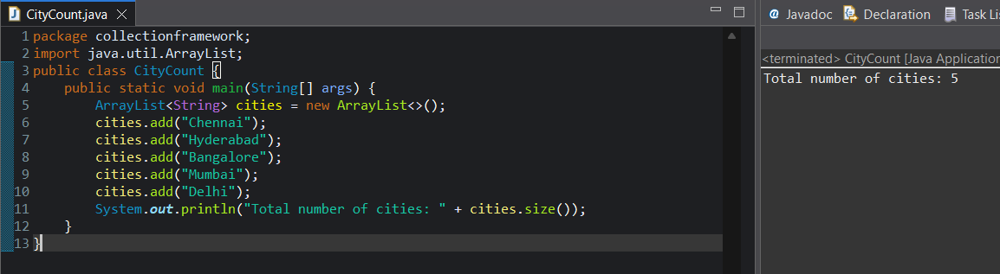 CityCount.java
1 package collectionframework;
2 import java.util.ArrayList;
3 public class CityCount {
4     public static void main(String[] args) {
5         ArrayList<String> cities = new ArrayList<>();
6         cities.add("Chennai");
7         cities.add("Hyderabad");
8         cities.add("Bangalore");
9         cities.add("Mumbai");
10         cities.add("Delhi");
11         System.out.println("Total number of cities: " + cities.size());
12     }
13 }
@ Javadoc Declaration Task Lis
<terminated> CityCount [Java Application
Total number of cities: 5